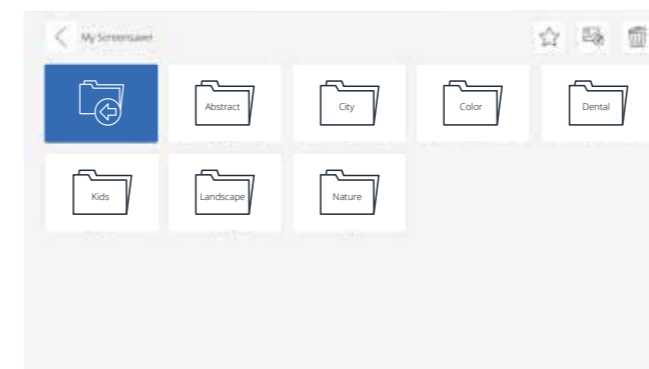 My Screensaver
Abstract
City
Color
Dental
Kids
Landscape
Nature